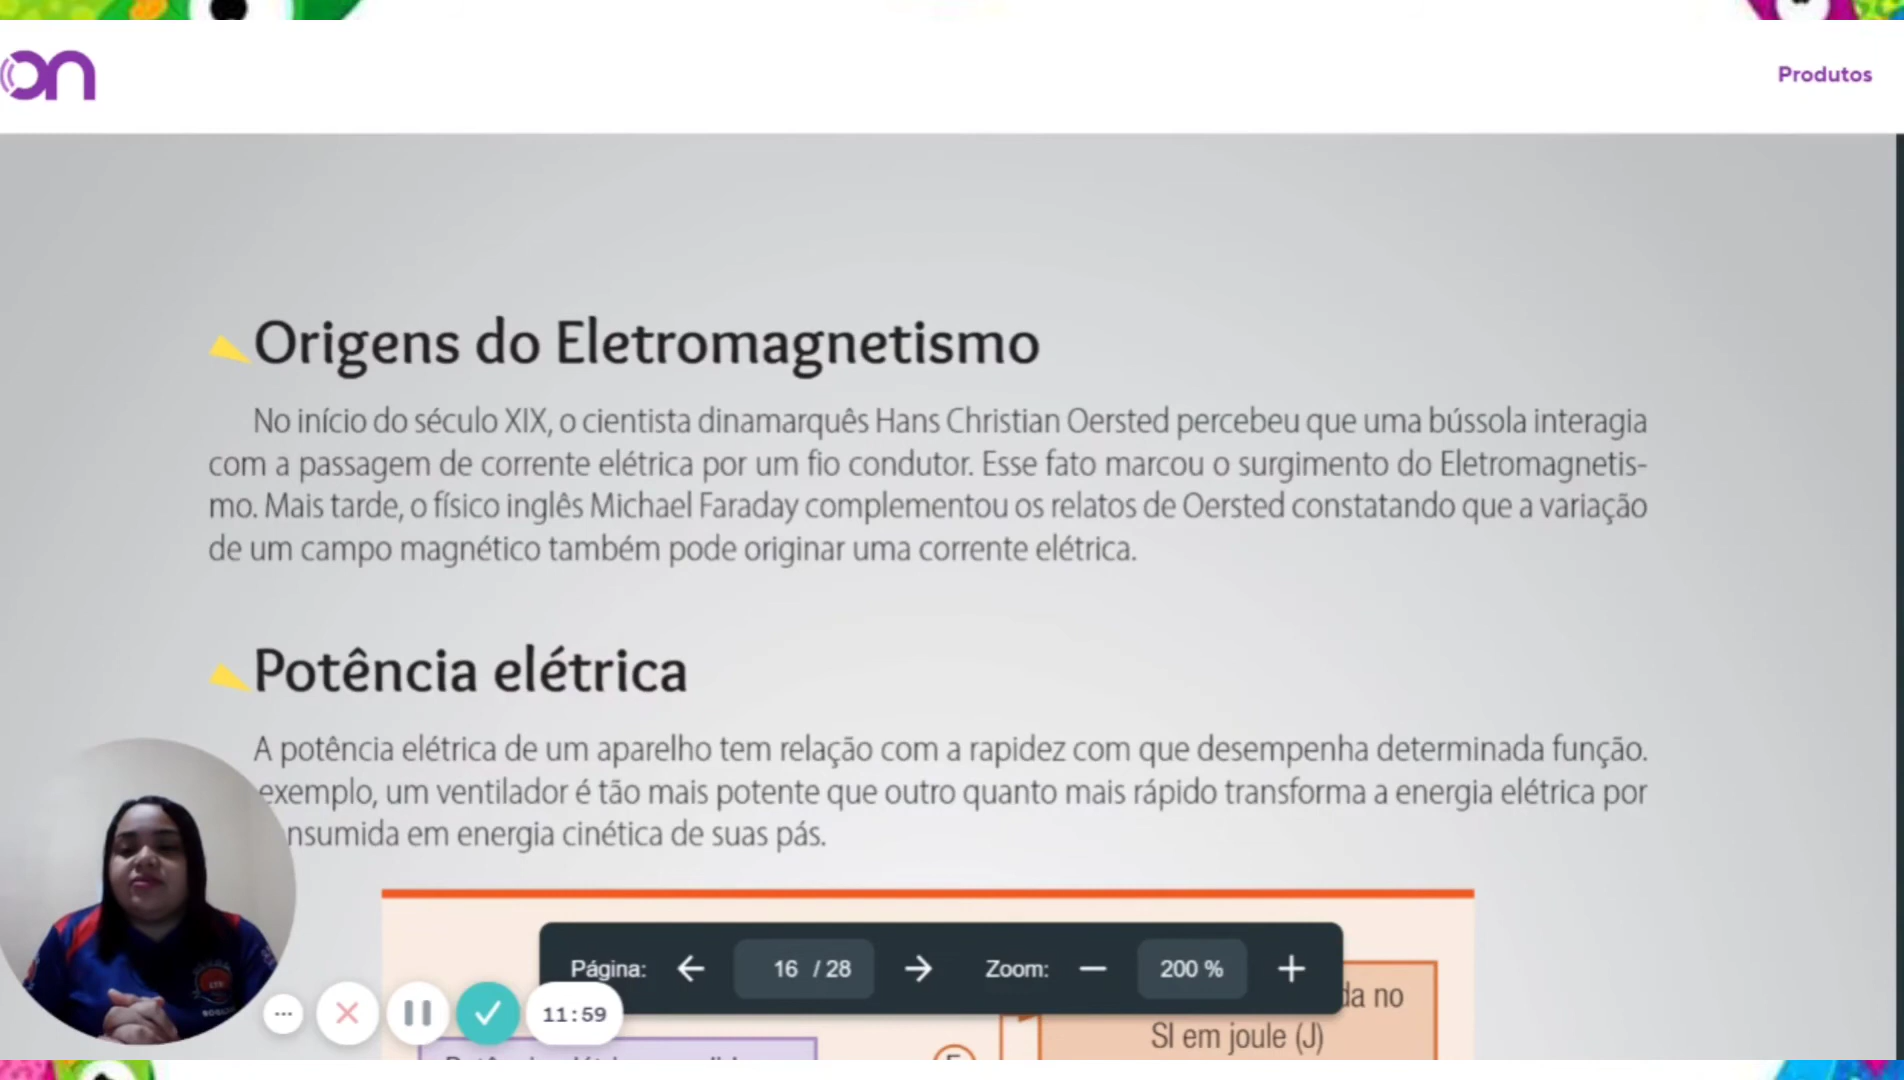 on
Produtos
Origens do Eletromagnetismo
No início do século XIX, o cientista dinamarquês Hans Christian Oersted percebeu que uma bússola interagia
com a passagem de corrente elétrica por um fio condutor. Esse fato marcou o surgimento do Eletromagnetis-
mo. Mais tarde, o físico inglês Michael Faraday complementou os relatos de Oersted constatando que a variação
de um campo magnético também pode originar uma corrente elétrica.
Potência elétrica
A potência elétrica de um aparelho tem relação com a rapidez com que desempenha determinada função.
exemplo, um ventilador é tão mais potente que outro quanto mais rápido transforma a energia elétrica por
nsumida em energia cinética de suas pás.
Página: 16 / 28 Zoom: 200 %
da no
SI em joule (J)
11:59